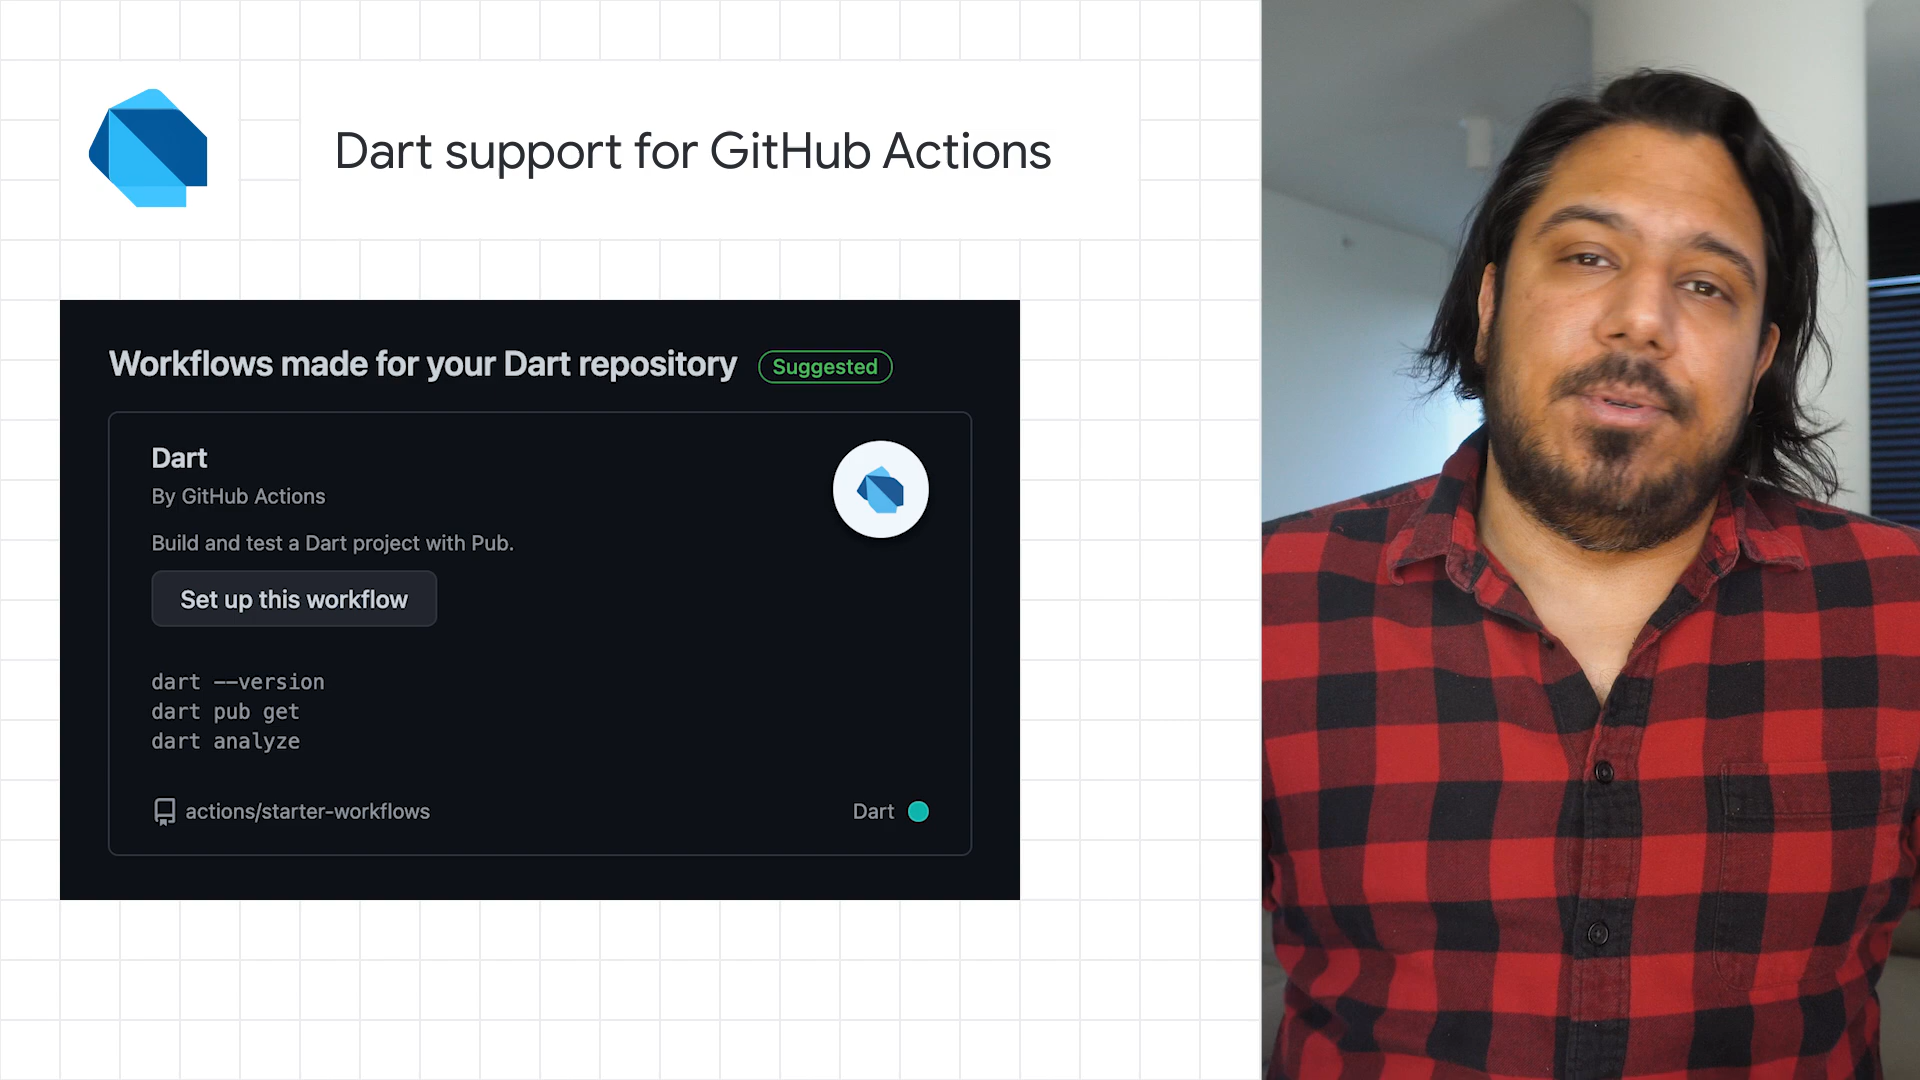 Dart support for GitHub Actions
Workflows made for your Dart repository
Suggested
Dart
By GitHub Actions
Build and test a Dart project with Pub.
Set up this workflow
dart --version
dart pub get
dart analyze
actions/starter-workflows
Dart